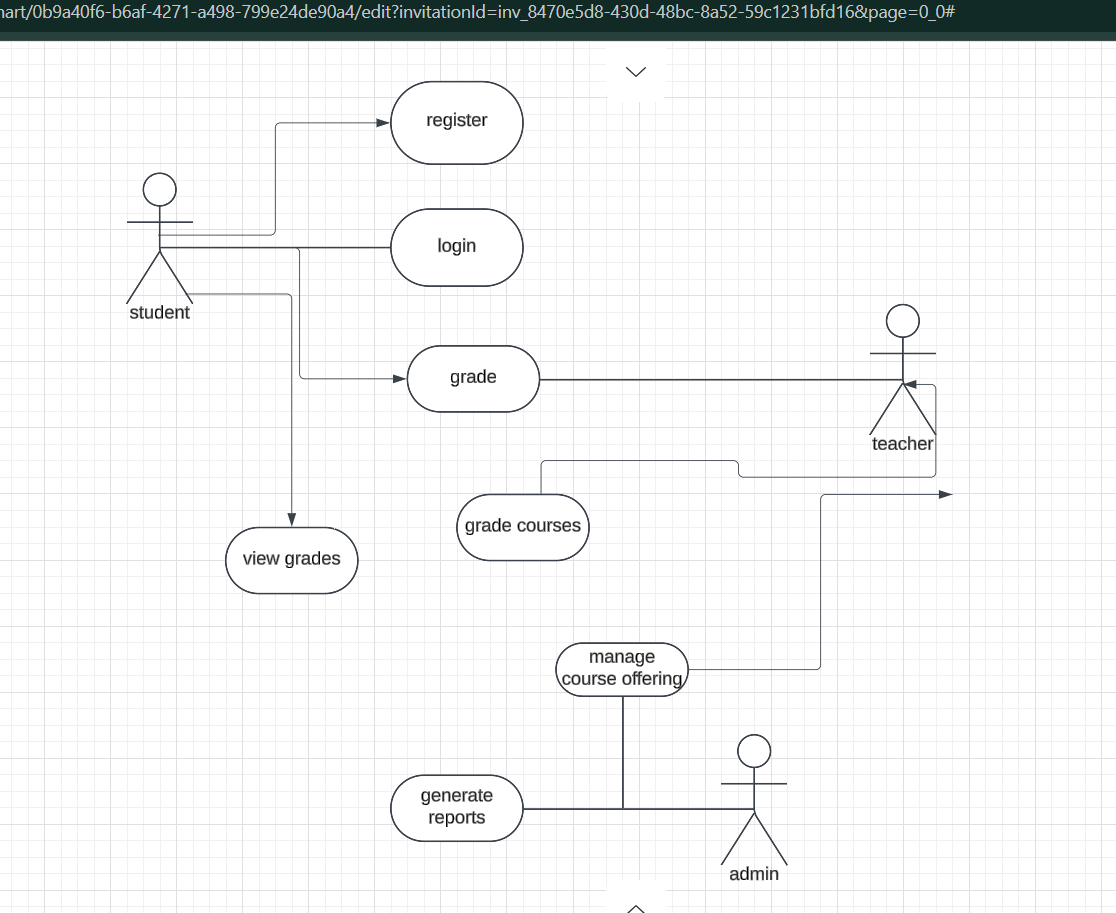 hart/0b9a40f6-b6af-4271-a498-799e24de90a4/edit?invitationId=inv_8470e5d8-430d-48bc-8a52-59c1231bfd16&page=0_0#
register
login
student
grade
teacher
grade courses
view grades
manage
course offering
generate
reports
admin